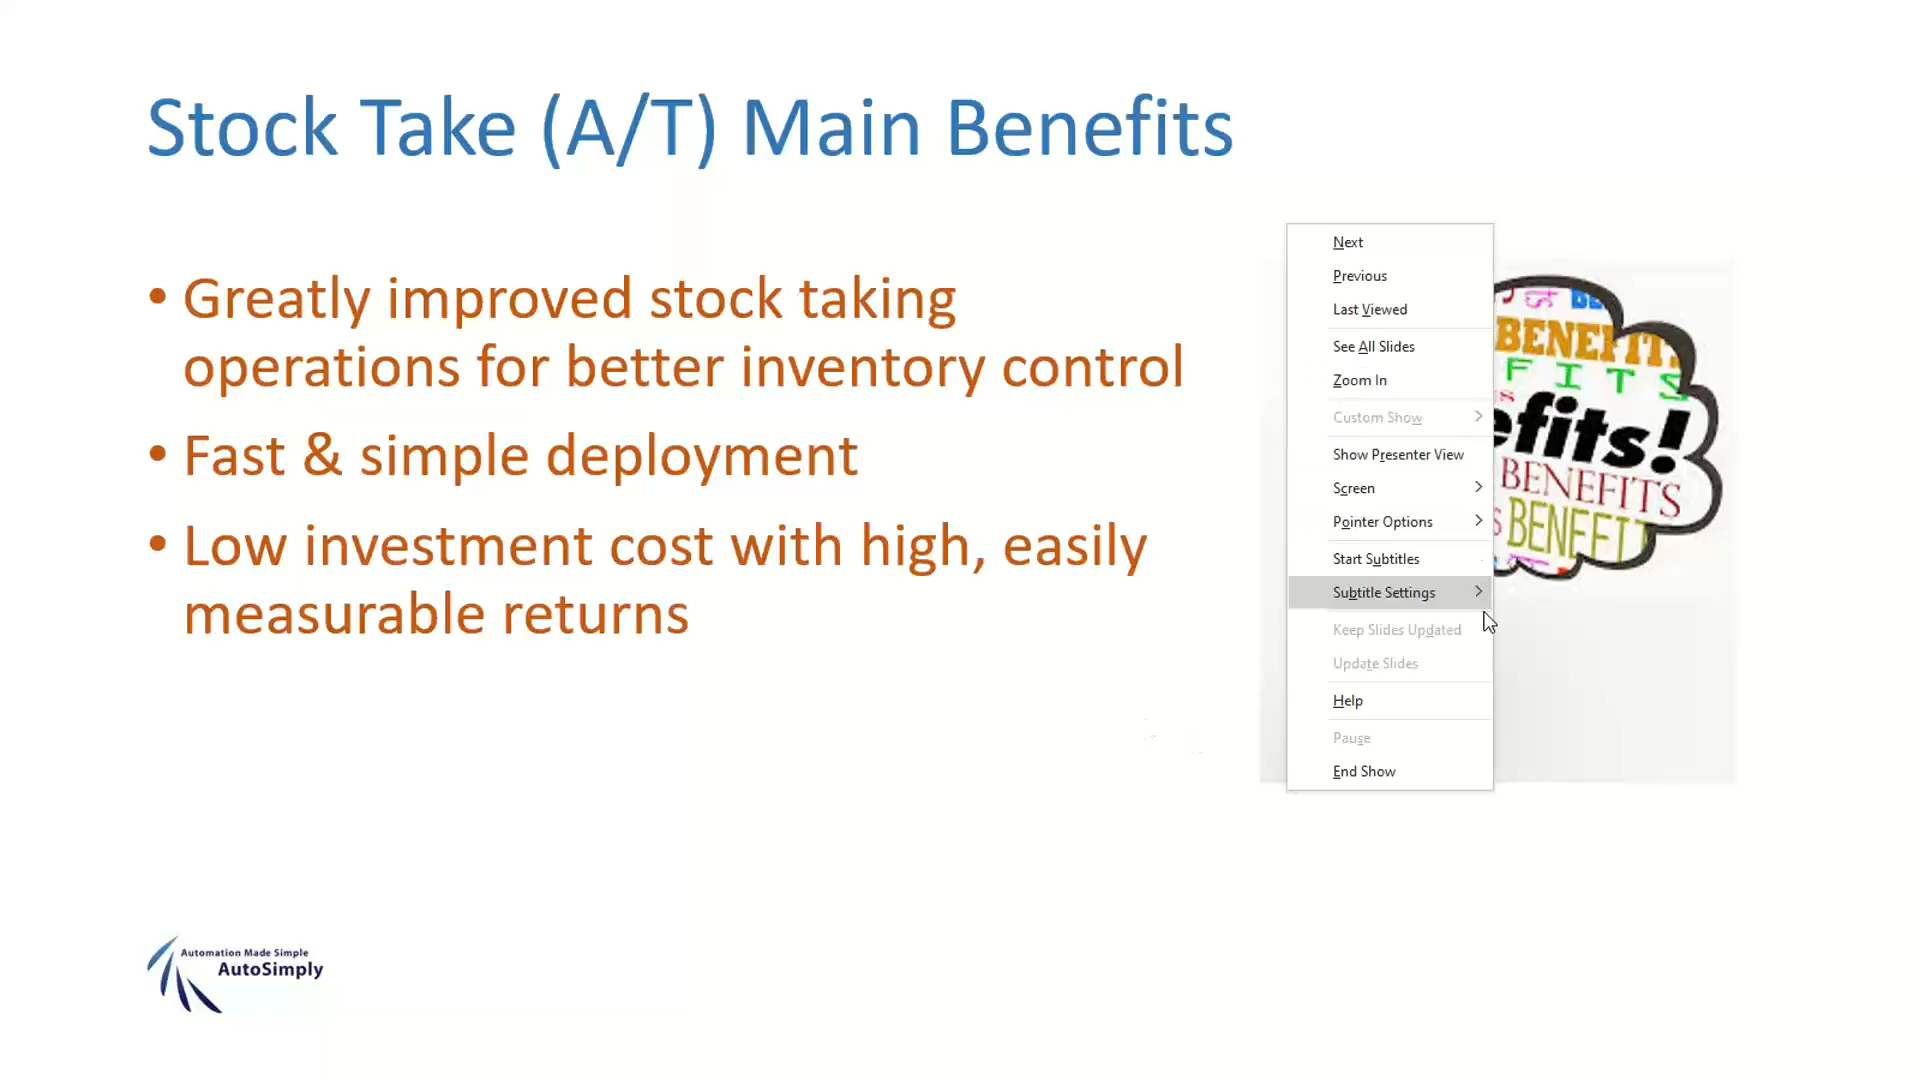 Stock Take (A/T) Main Benefits
• Greatly improved stock taking
operations for better inventory control
• Fast & simple deployment
• Low investment cost with high, easily
measurable returns
Next
Previous
Last Viewed
See All Slides
Zoom In
Custom Show
Show Presenter View
Screen
Pointer Options
Start Subtitles
Subtitle Settings
Keep Slides Updated
Update Slides
Help
Pause
End Show
BENEFITS
FITS
efits!
BENEFITS
BENEFIT
Automation Made Simple
AutoSimply